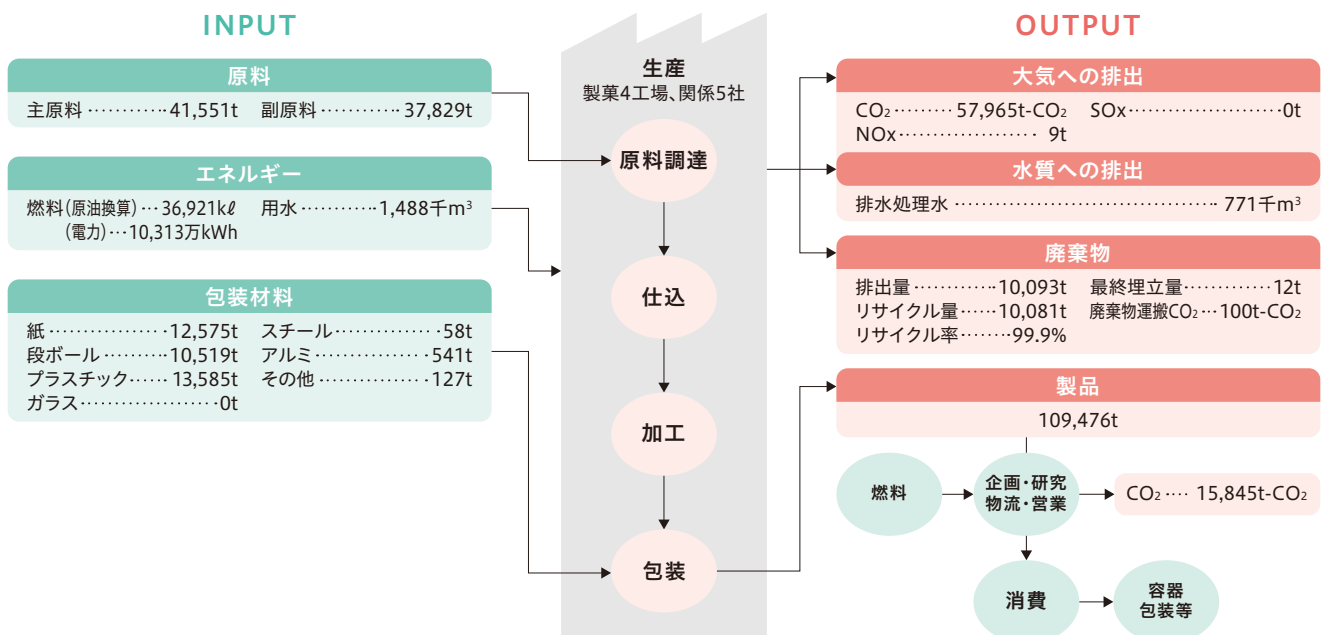 INPUT
原料
主原料 ··········· 41,551t 副原料 ··········· 37,829t
エネルギー
燃料(原油換算) ··· 36,921kℓ 用水 ··········· 1,488千m³
(電力) ··· 10,313万kWh
包装材料
紙 ················ 12,575t スチール ············· 58t
段ボール ········· 10,519t アルミ ··············· 541t
プラスチック ······ 13,585t その他 ··············· 127t
ガラス ···················· 0t
生産
製菓4工場、関係5社
原料調達
仕込
加工
包装
OUTPUT
大気への排出
CO₂ ········ 57,965t-CO₂ SOx ······················ 0t
NOx ···················· 9t
水質への排出
排水処理水 ······································ 771千m³
廃棄物
排出量 ············ 10,093t 最終埋立量 ············ 12t
リサイクル量 ······ 10,081t 廃棄物運搬CO₂ ··· 100t-CO₂
リサイクル率 ······· 99.9%
製品
109,476t
燃料
企画・研究
物流・営業
CO₂ ···· 15,845t-CO₂
消費
容器
包装等